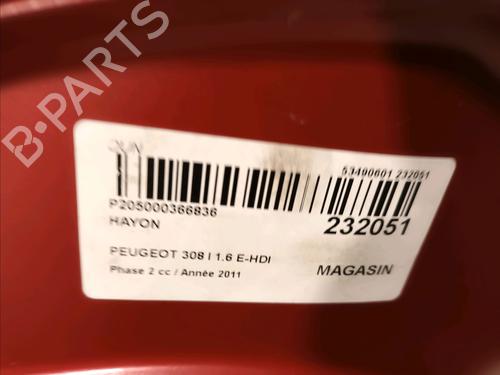 B-PARTS
53490601 232051
P205000366836
HAYON
232051
PEUGEOT 308 I 1.6 E-HDI
Phase 2 cc / Année 2011
MAGASIN